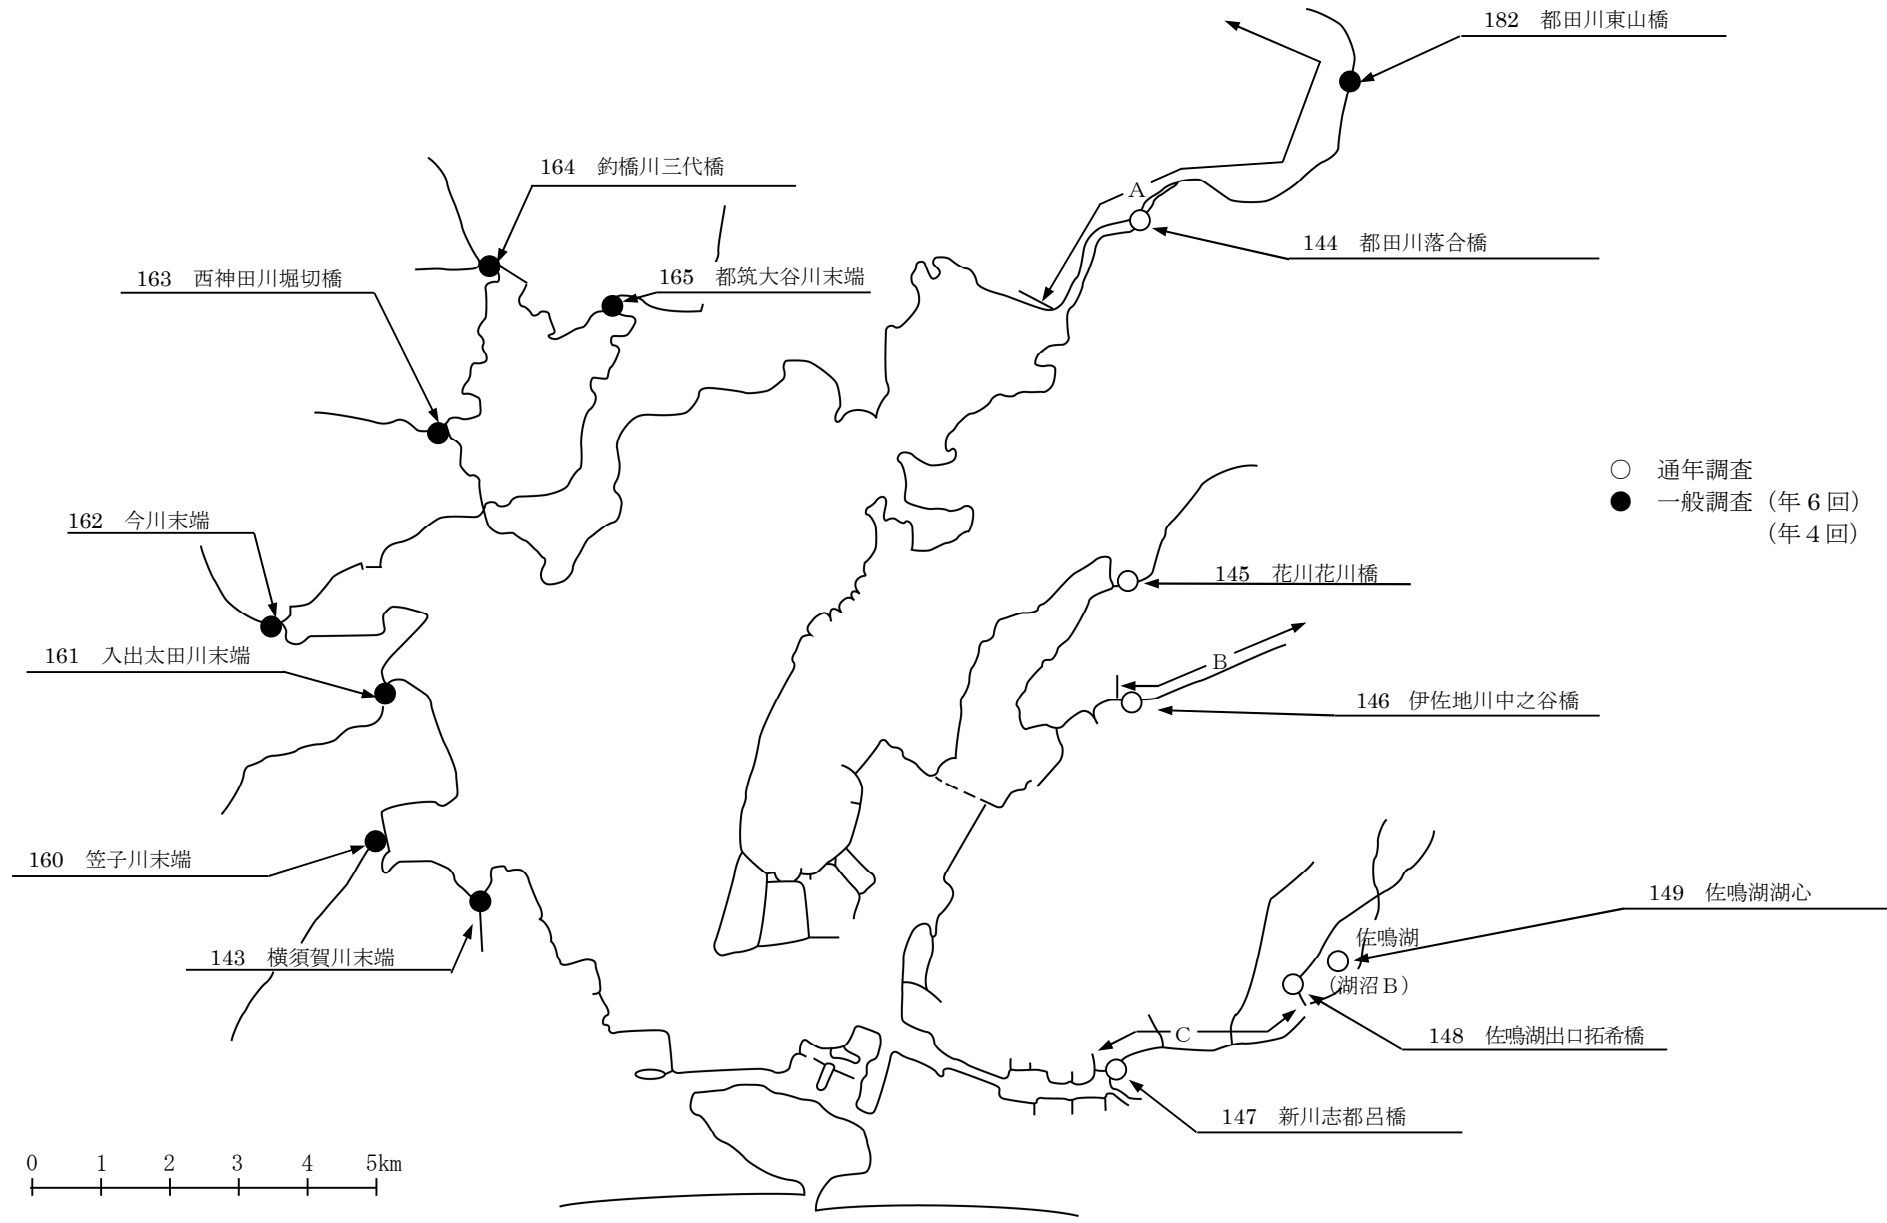 182　都田川東山橋
164　釣橋川三代橋
A
144　都田川落合橋
163　西神田川堀切橋
165　都筑大谷川末端
○　通年調査
●　一般調査（年６回）
（年４回）
162　今川末端
145　花川花川橋
161　入出太田川末端
B
146　伊佐地川中之谷橋
160　笠子川末端
149　佐鳴湖湖心
143　横須賀川末端
佐鳴湖
（湖沼Ｂ）
C
148　佐鳴湖出口拓希橋
147　新川志都呂橋
0 1 2 3 4 5km